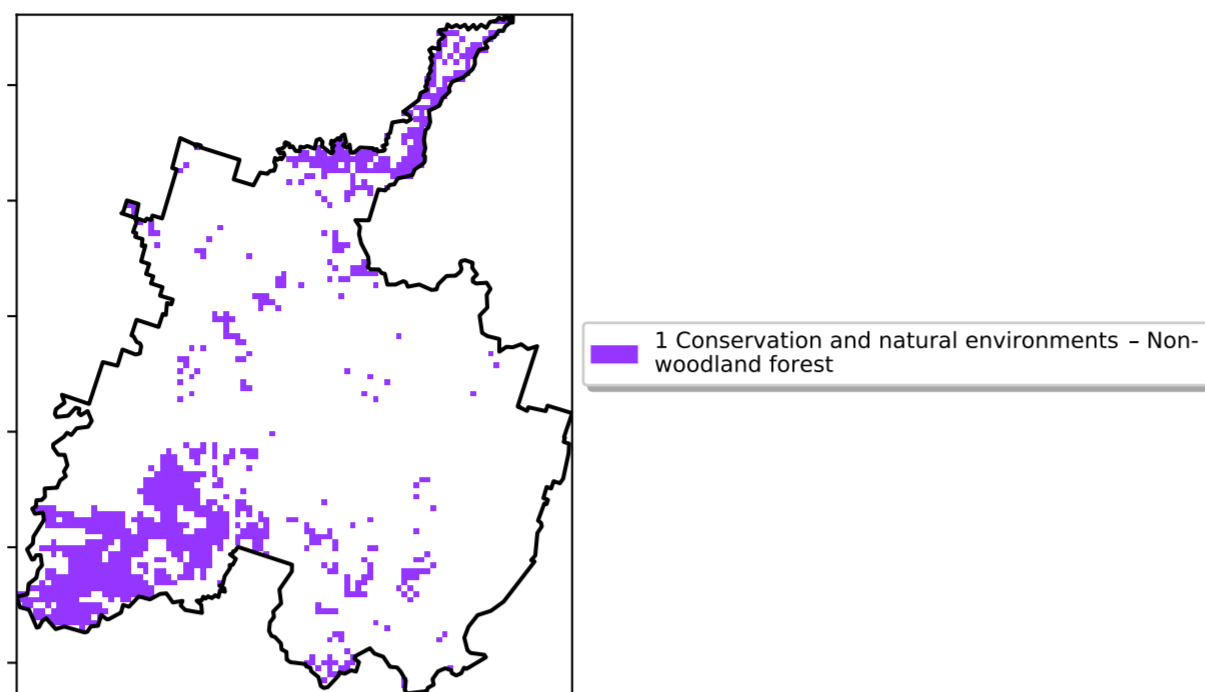 1 Conservation and natural environments – Non-
woodland forest